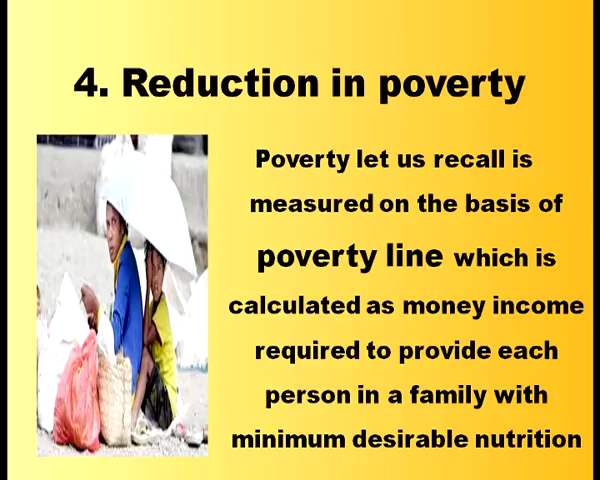 4. Reduction in poverty
Poverty let us recall is
measured on the basis of
poverty line which is
calculated as money income
required to provide each
person in a family with
minimum desirable nutrition